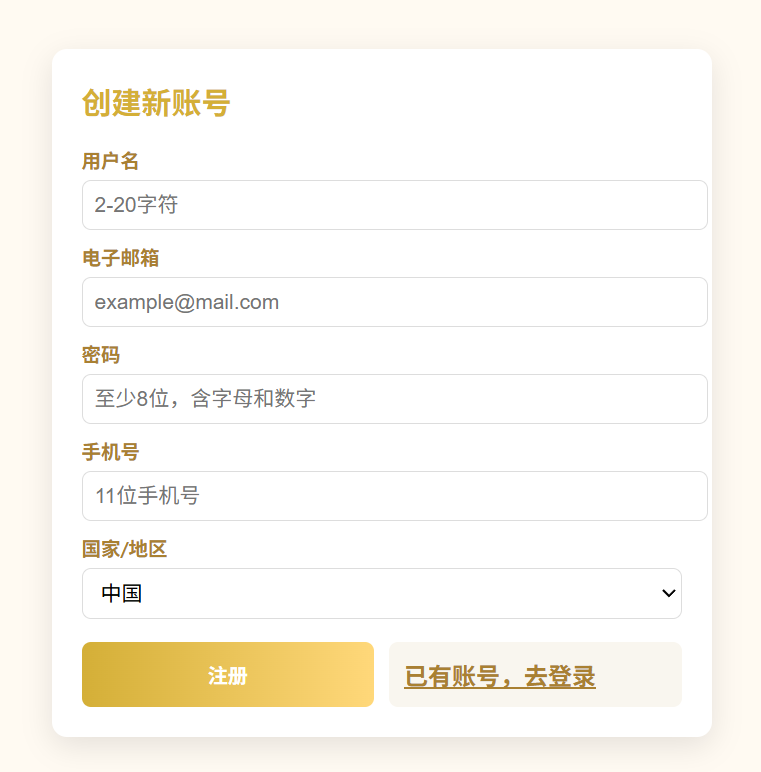 创建新账号
用户名
2-20字符
电子邮箱
example@mail.com
密码
至少8位，含字母和数字
手机号
11位手机号
国家/地区
中国
注册 已有账号，去登录